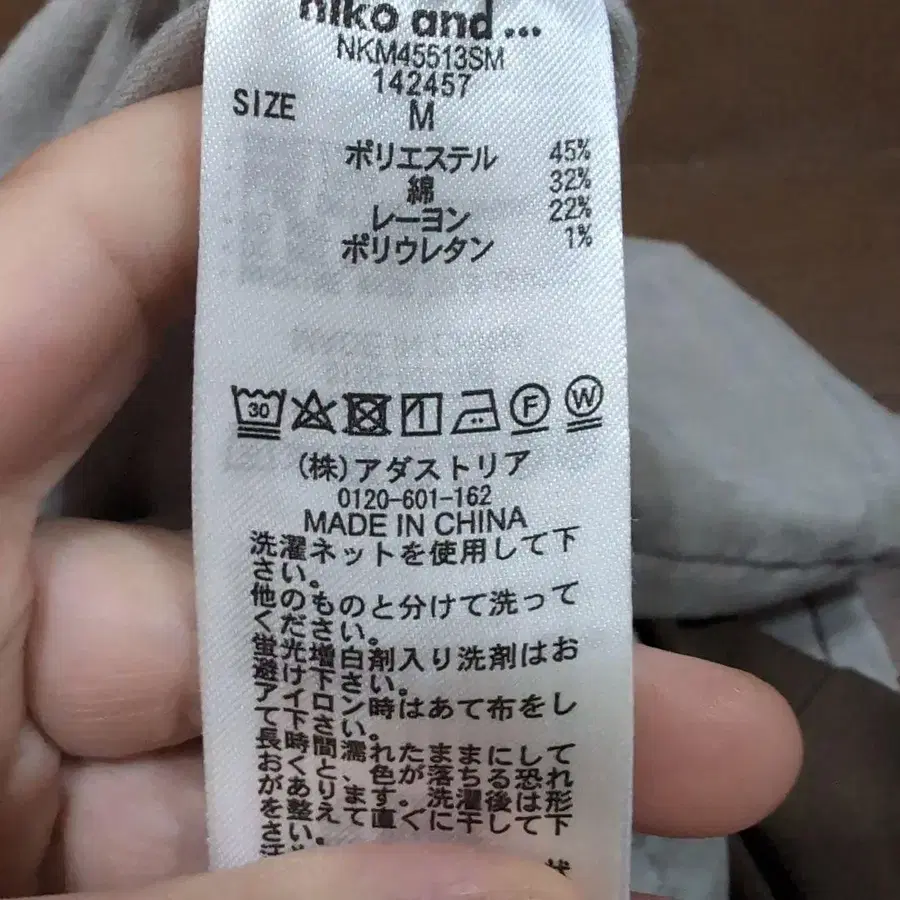 niko and ...
NKM45513SM
142457
SIZE M
ポリエステル 45%
綿 32%
レーヨン 22%
ポリウレタン 1%
30 F W
(株)アダストリア
0120-601-162
MADE IN CHINA
洗濯ネットを使用して下
さい。
他のものと分けて洗って
ください。
蛍光増白剤入り洗剤はお
避け下さい。
アイロン時はあて布をし
て下さい。
長時間濡れたままにして
おくと、色が落ちる恐れ
があります。洗濯後は形
を整えて直ぐに干して下
さい。